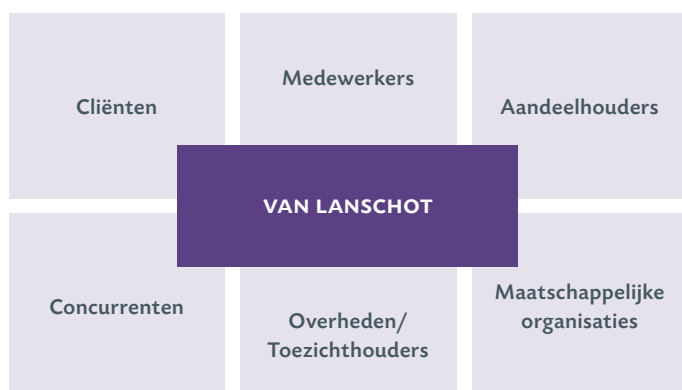 Cliënten
Medewerkers
Aandeelhouders
VAN LANSCHOT
Concurrenten
Overheden/
Toezichthouders
Maatschappelijke
organisaties